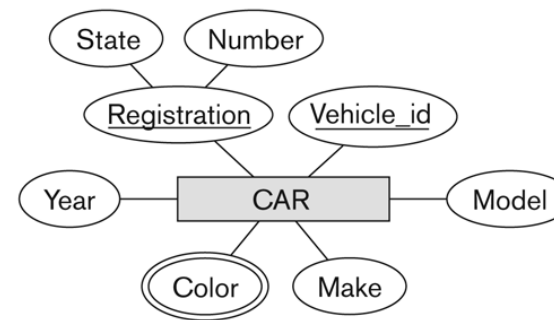 State Number
Registration Vehicle_id
Year CAR Model
Color Make